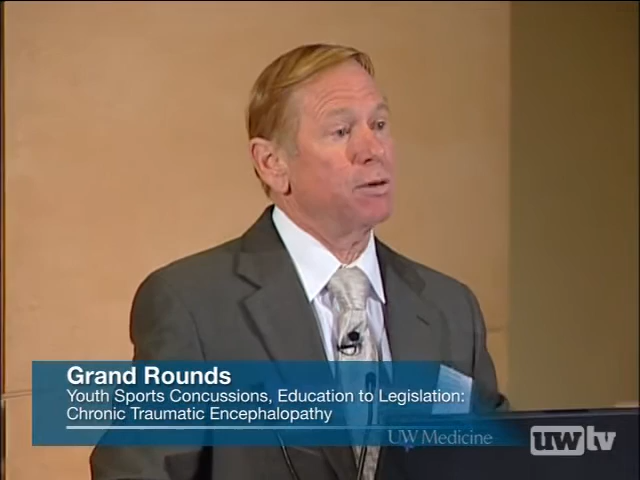 Grand Rounds
Youth Sports Concussions, Education to Legislation:
Chronic Traumatic Encephalopathy
UW Medicine
uwtv